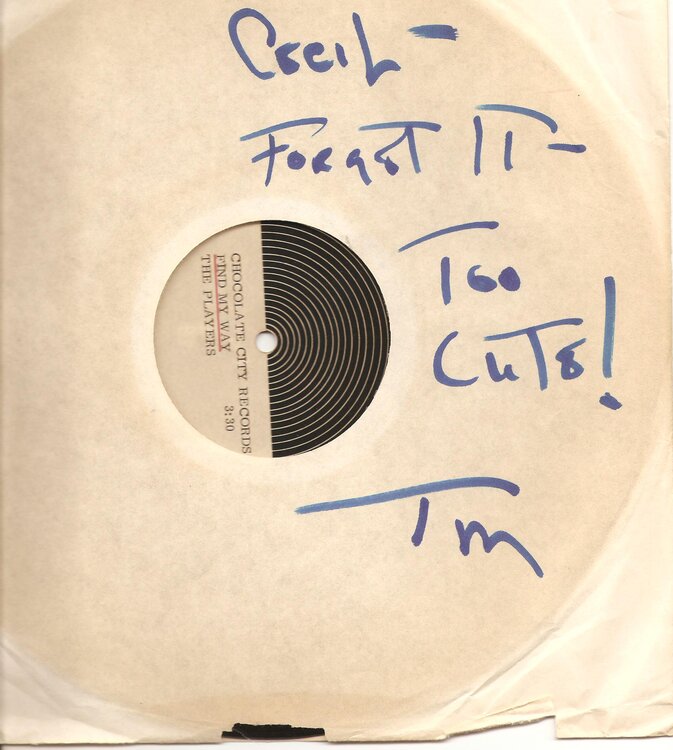 Cecil -
Forget It -
Too
Cute!
Tm
CHOCOLATE CITY RECORDS
FIND MY WAY 3:30
THE PLAYERS